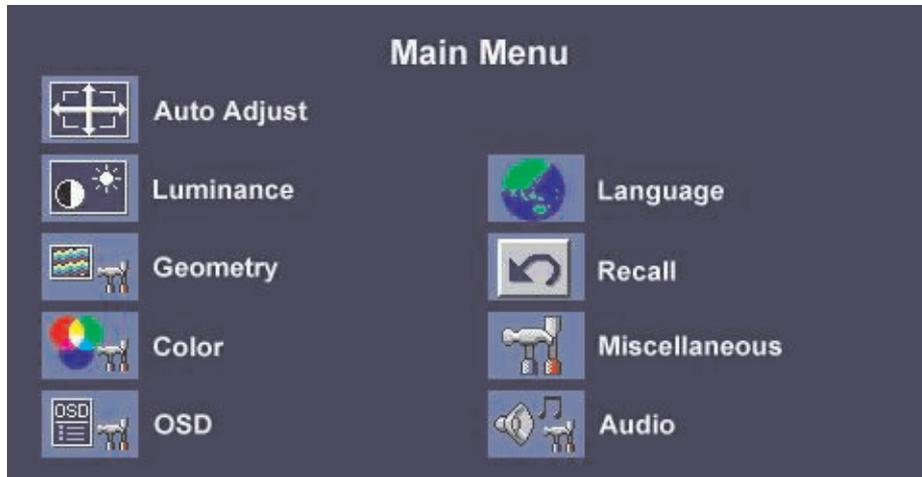 Main Menu
Auto Adjust
Luminance
Language
Geometry
Recall
Color
Miscellaneous
OSD
OSD
Audio